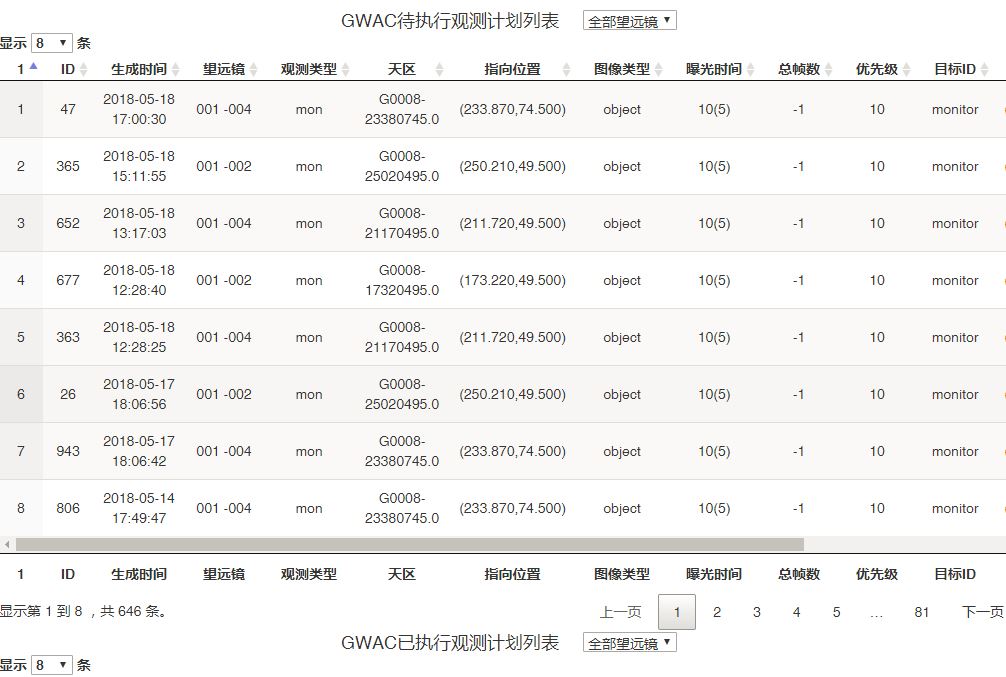 GWAC待执行观测计划列表 全部望远镜
显示 8 条
1 ID 生成时间 望远镜 观测类型 天区 指向位置 图像类型 曝光时间 总帧数 优先级 目标ID
1 47 2018-05-18 17:00:30 001 -004 mon G0008-23380745.0 (233.870,74.500) object 10(5) -1 10 monitor
2 365 2018-05-18 15:11:55 001 -002 mon G0008-25020495.0 (250.210,49.500) object 10(5) -1 10 monitor
3 652 2018-05-18 13:17:03 001 -004 mon G0008-21170495.0 (211.720,49.500) object 10(5) -1 10 monitor
4 677 2018-05-18 12:28:40 001 -002 mon G0008-17320495.0 (173.220,49.500) object 10(5) -1 10 monitor
5 363 2018-05-18 12:28:25 001 -004 mon G0008-21170495.0 (211.720,49.500) object 10(5) -1 10 monitor
6 26 2018-05-17 18:06:56 001 -002 mon G0008-25020495.0 (250.210,49.500) object 10(5) -1 10 monitor
7 943 2018-05-17 18:06:42 001 -004 mon G0008-23380745.0 (233.870,74.500) object 10(5) -1 10 monitor
8 806 2018-05-14 17:49:47 001 -004 mon G0008-23380745.0 (233.870,74.500) object 10(5) -1 10 monitor
1 ID 生成时间 望远镜 观测类型 天区 指向位置 图像类型 曝光时间 总帧数 优先级 目标ID
显示第 1 到 8 ，共 646 条。 上一页 1 2 3 4 5 … 81 下一页
GWAC已执行观测计划列表 全部望远镜
显示 8 条